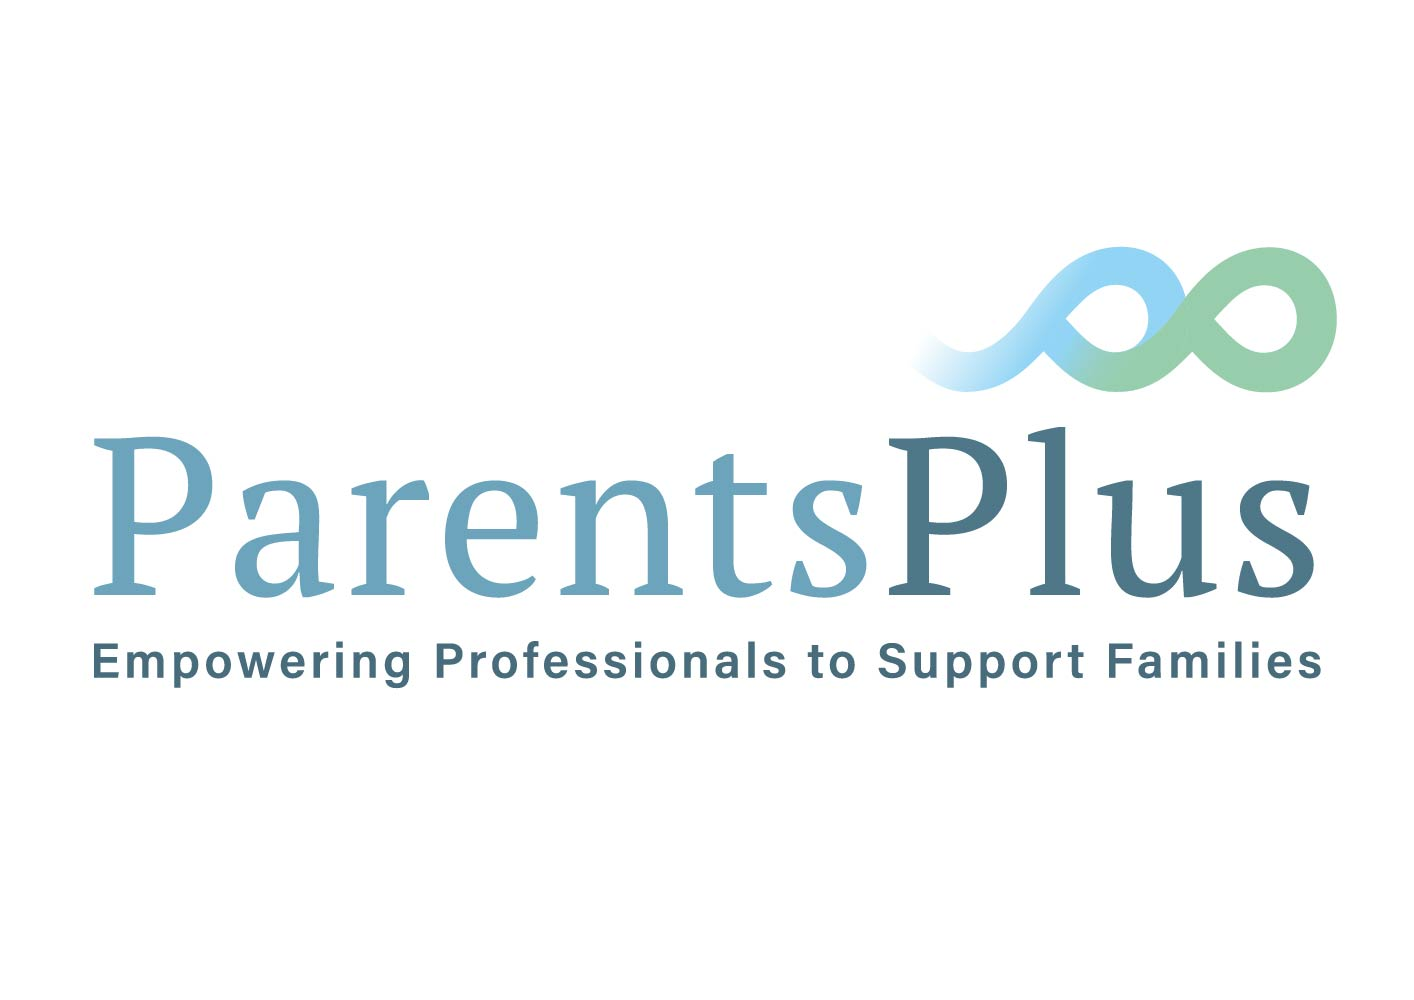 ParentsPlus
Empowering Professionals to Support Families